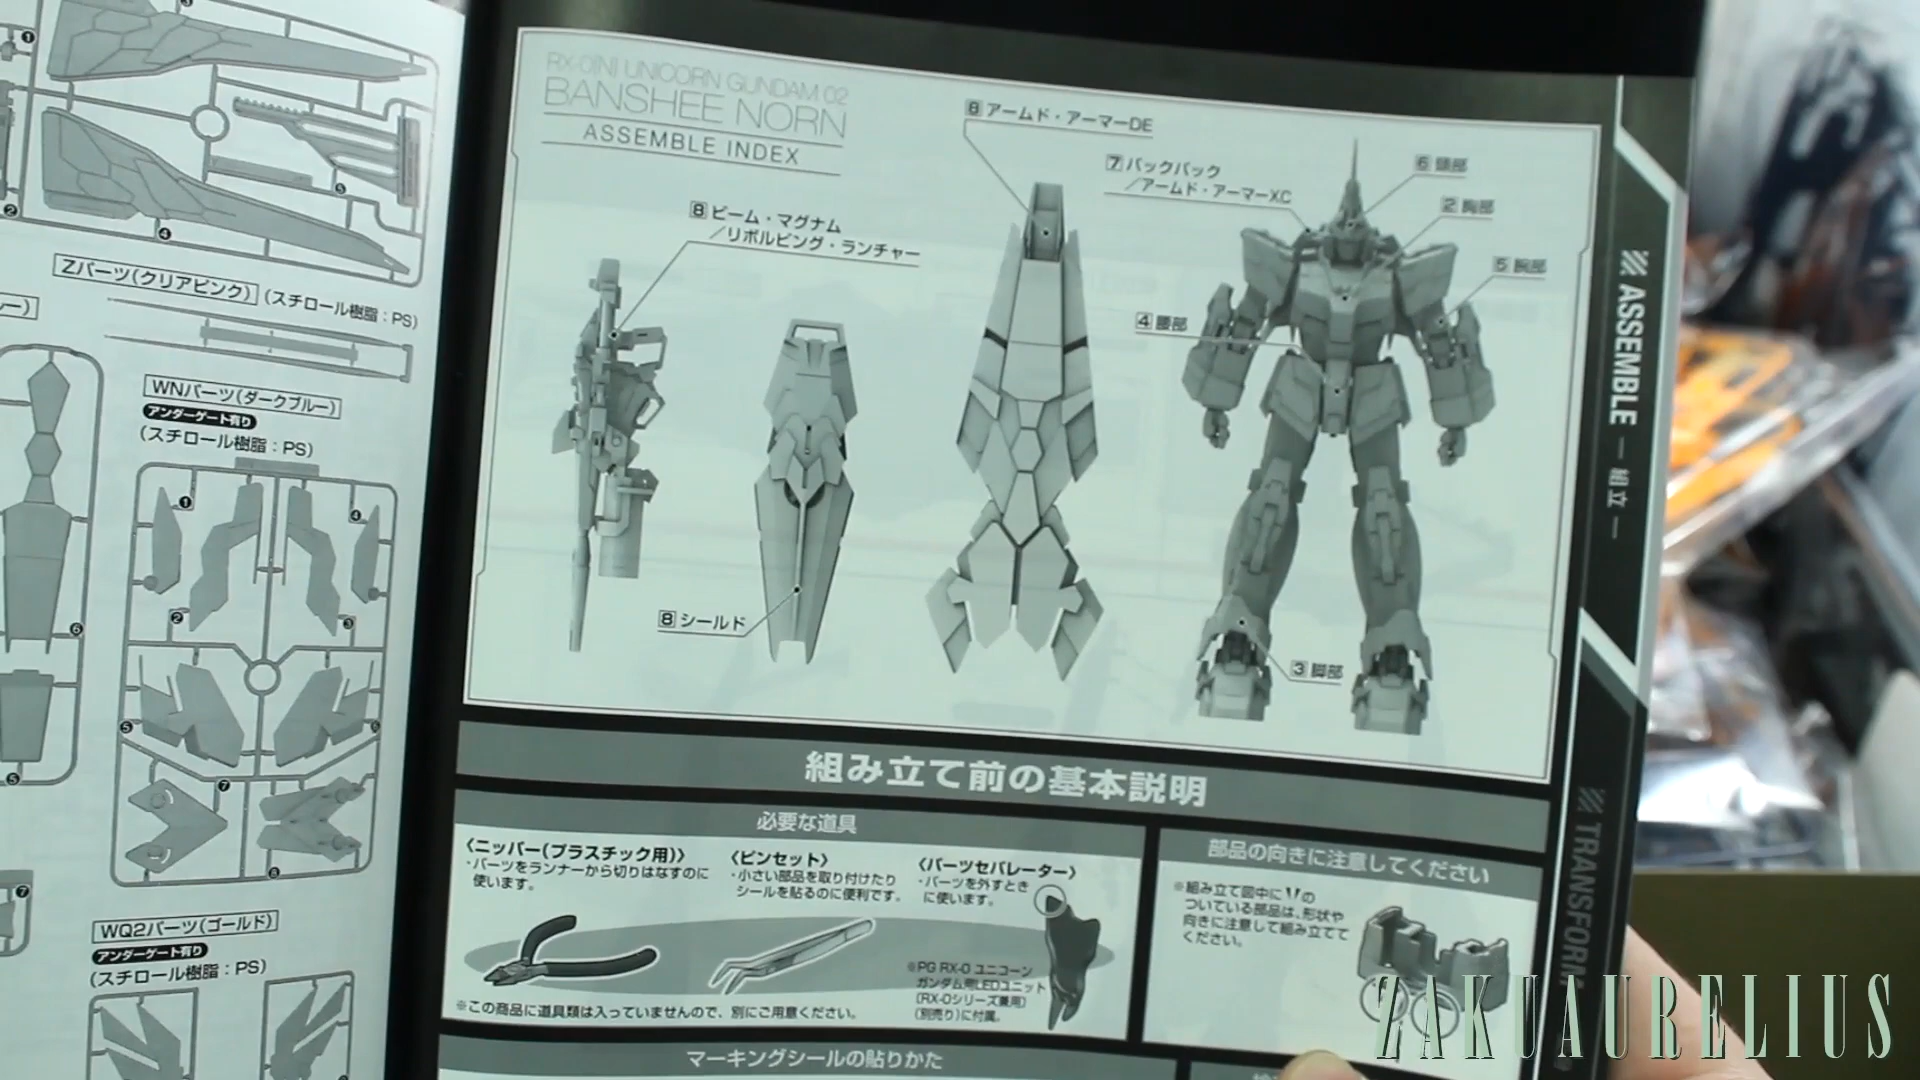 Zパーツ(クリアピンク)
(スチロール樹脂：PS)
WNパーツ(ダークブルー)
アンダーゲート有り
(スチロール樹脂：PS)
WQ2パーツ(ゴールド)
アンダーゲート有り
(スチロール樹脂：PS)
RX-0[N] UNICORN GUNDAM 02
BANSHEE NORN
ASSEMBLE INDEX
8 アームド・アーマーDE
7 バックパック
／アームド・アーマーXC
6 頭部
2 胸部
5 腕部
4 腰部
8 ビーム・マグナム
／リボルビング・ランチャー
8 シールド
3 脚部
ASSEMBLE — 組立 —
TRANSFORM
組み立て前の基本説明
必要な道具
〈ニッパー(プラスチック用)〉
・パーツをランナーから切りはなすのに
使います。
〈ピンセット〉
・小さい部品を取り付けたり
シールを貼るのに便利です。
〈パーツセパレーター〉
・パーツを外すとき
に使います。
※PG RX-0 ユニコーン
ガンダム用LEDユニット
(RX-0シリーズ兼用)
(別売り)に付属。
※この商品に道具類は入っていませんので、別にご用意ください。
部品の向きに注意してください
※組み立て図中に の
ついている部品は、形状や
向きに注意して組み立てて
ください。
マーキングシールの貼りかた
ZAKUAURELIUS